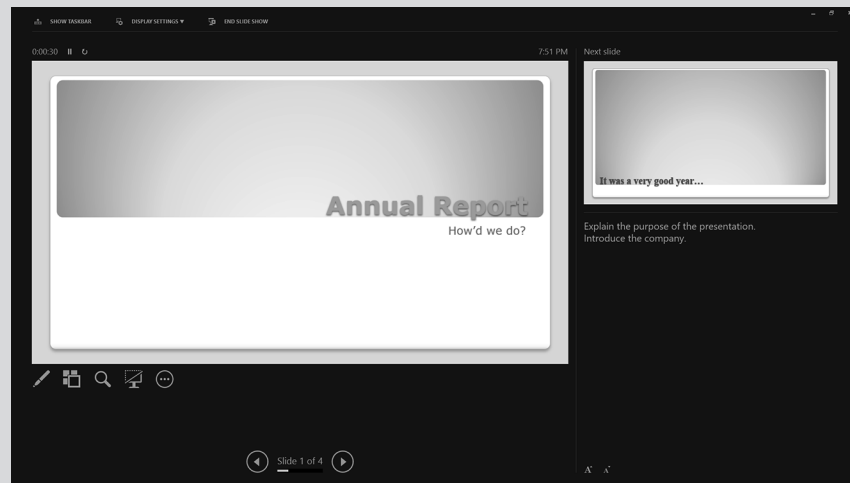 SHOW TASKBAR
DISPLAY SETTINGS ▼
END SLIDE SHOW
0:00:30
7:51 PM
Annual Report
How'd we do?
Slide 1 of 4
Next slide
It was a very good year…
Explain the purpose of the presentation.
Introduce the company.
A A